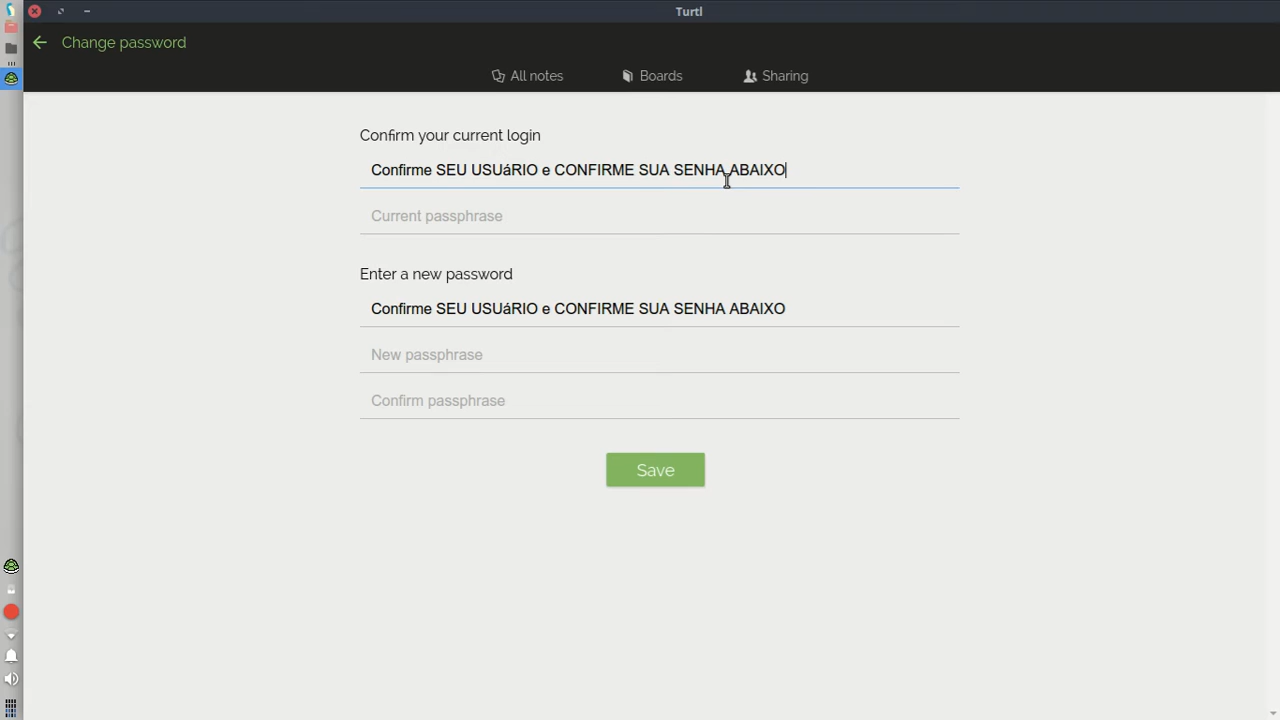 Turtl
Change password
All notes Boards Sharing
Confirm your current login
Confirme SEU USUáRIO e CONFIRME SUA SENHA ABAIXO
Current passphrase
Enter a new password
Confirme SEU USUáRIO e CONFIRME SUA SENHA ABAIXO
New passphrase
Confirm passphrase
Save